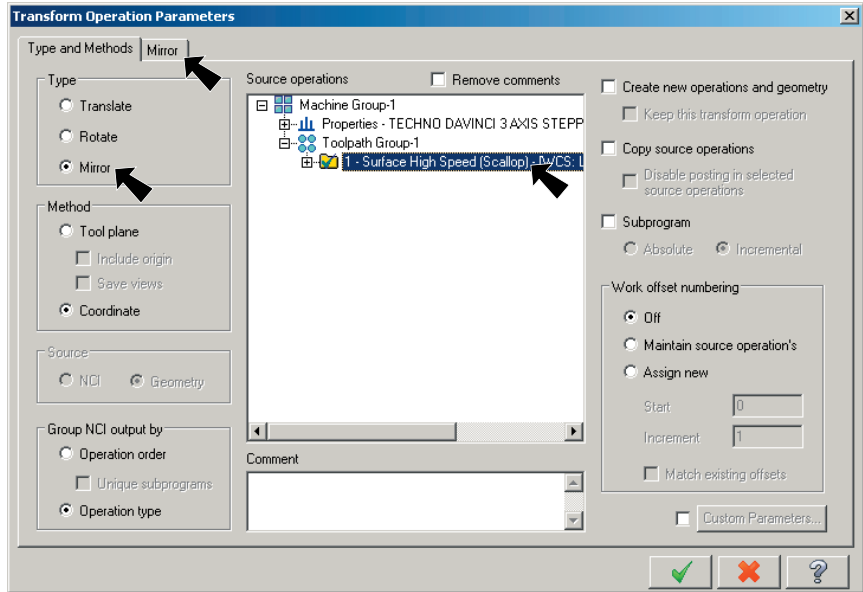 Transform Operation Parameters
Type and Methods
Mirror
Type
Translate
Rotate
Mirror
Method
Tool plane
Include origin
Save views
Coordinate
Source
NCI
Geometry
Group NCI output by
Operation order
Unique subprograms
Operation type
Source operations
Remove comments
Machine Group-1
Properties - TECHNO DAVINCI 3 AXIS STEPP
Toolpath Group-1
1 - Surface High Speed (Scallop) - [WCS: L
Comment
Create new operations and geometry
Keep this transform operation
Copy source operations
Disable posting in selected
source operations
Subprogram
Absolute
Incremental
Work offset numbering
Off
Maintain source operation's
Assign new
Start
0
Increment
1
Match existing offsets
Custom Parameters...